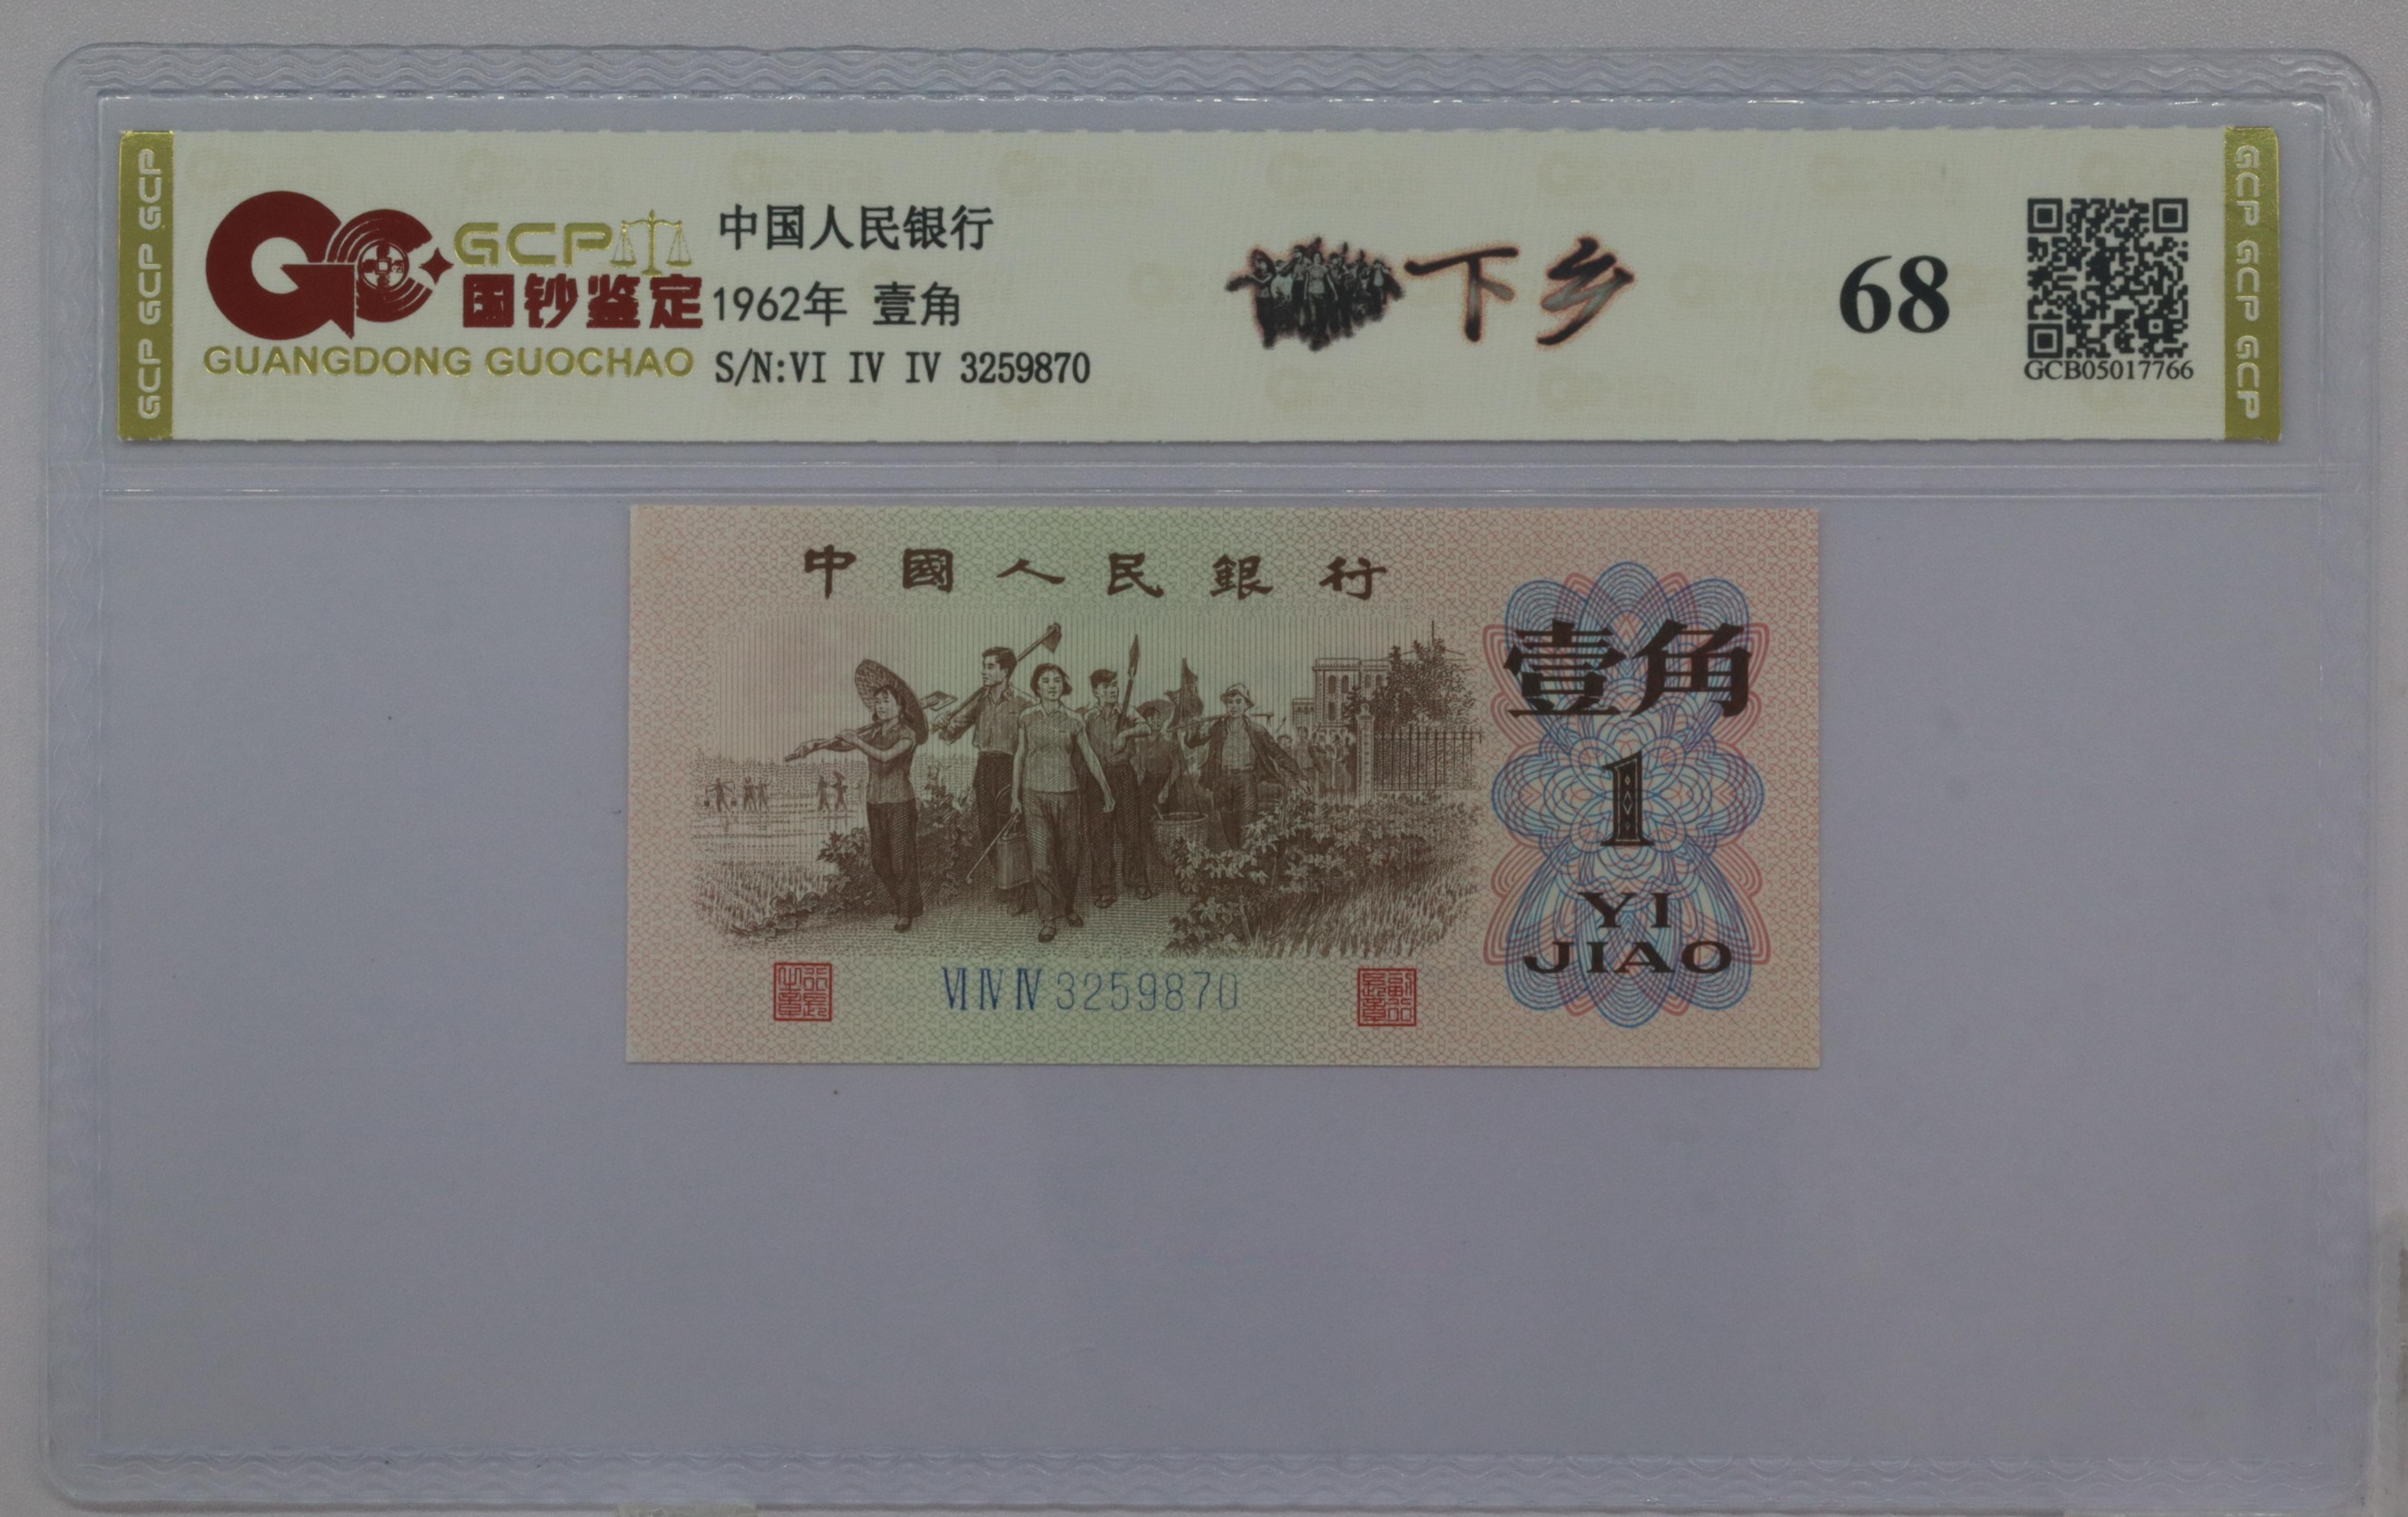 GCP GCP GCP
GCP
国钞鉴定
GUANGDONG GUOCHAO
中国人民银行
1962年 壹角
S/N:VI IV IV 3259870
下乡
68
GCB05017766
GCP GCP GCP
中國人民銀行
壹角
1
YI
JIAO
VI IV IV 3259870